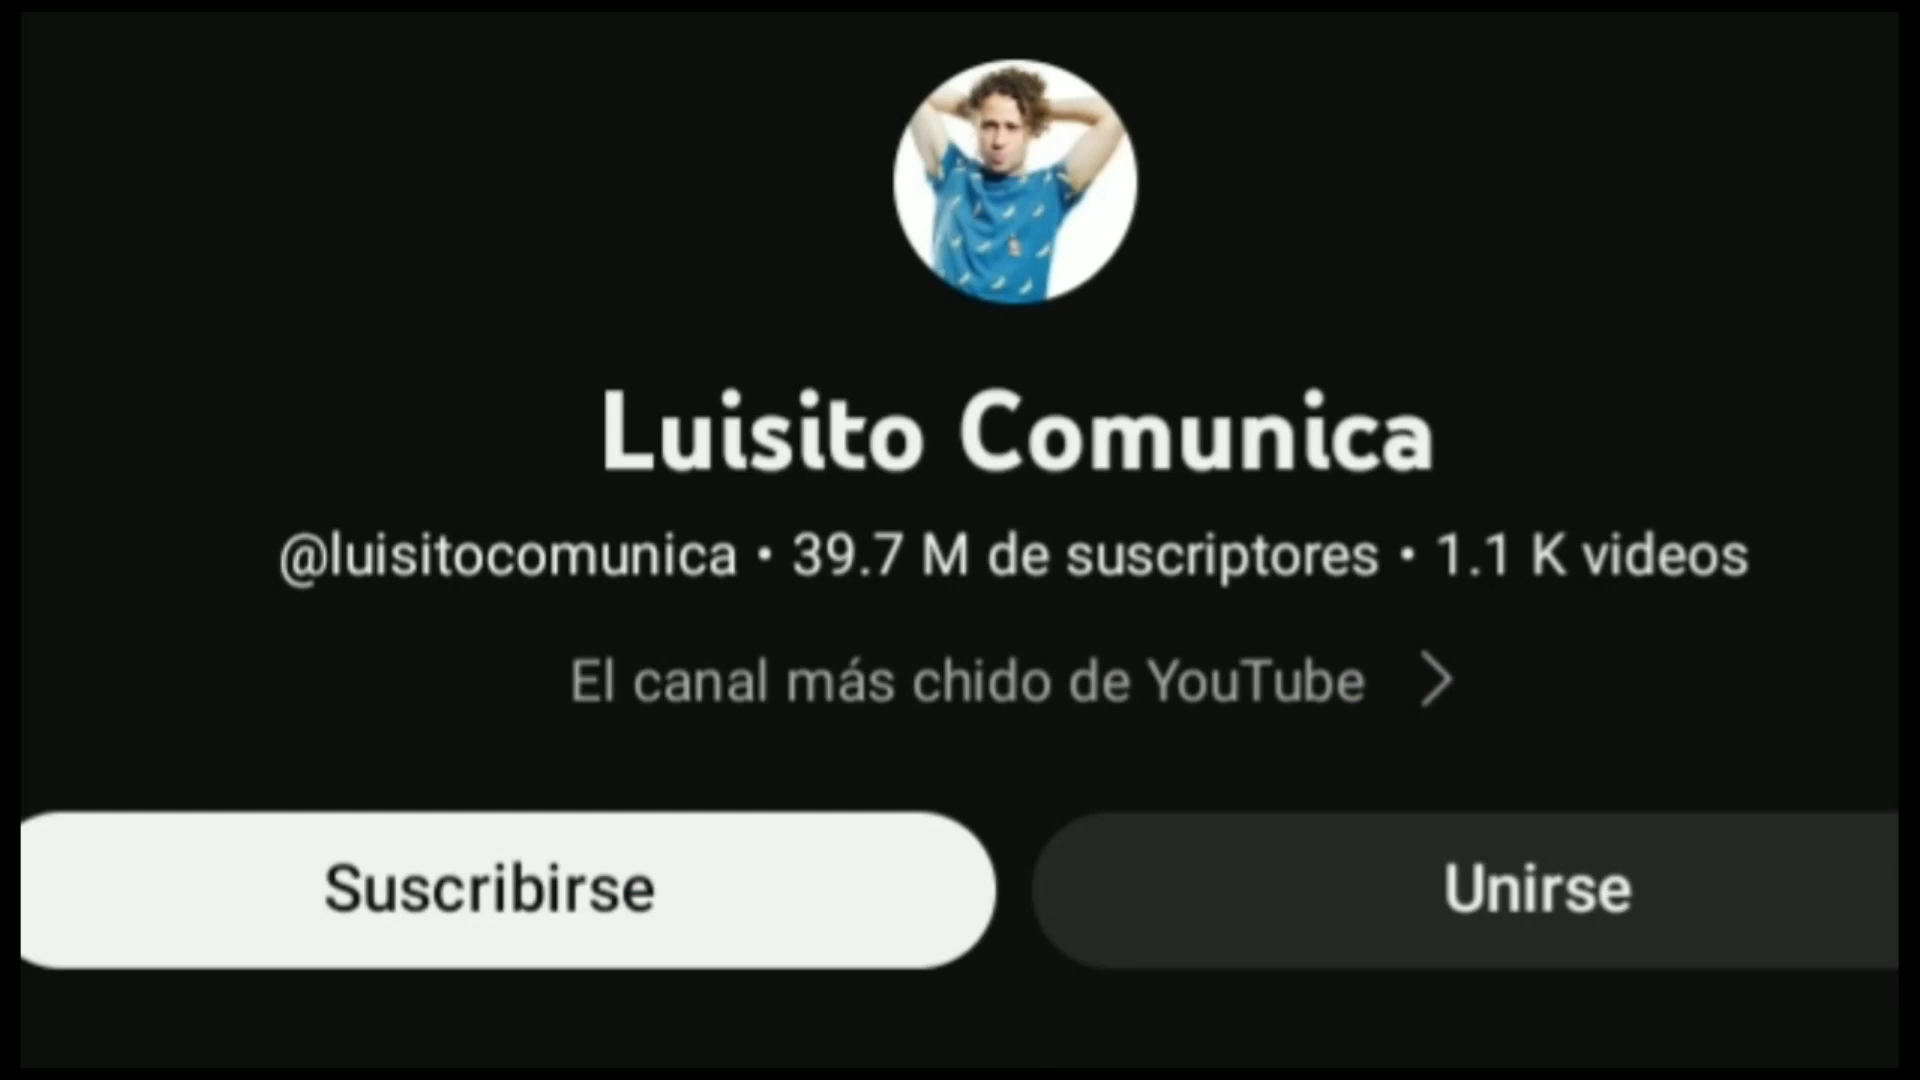 Luisito Comunica
@luisitocomunica • 39.7 M de suscriptores • 1.1 K videos
El canal más chido de YouTube >
Suscribirse
Unirse